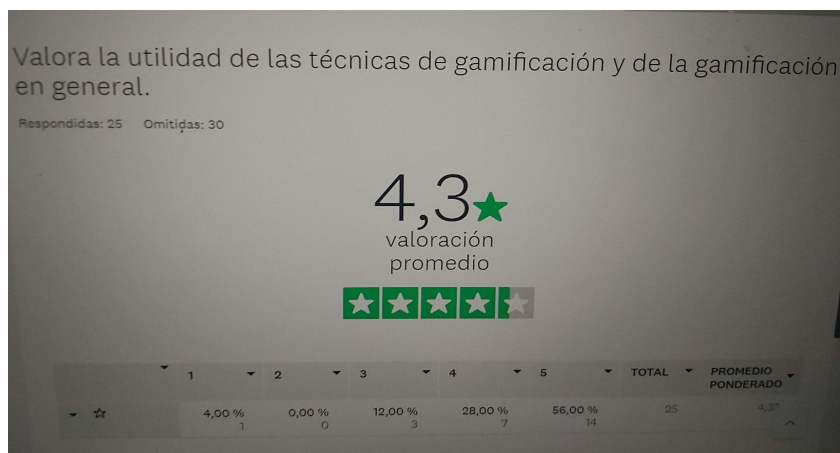 Valora la utilidad de las técnicas de gamificación y de la gamificación
en general.
Respondidas: 25 Omitidas: 30
4,3
valoración
promedio
1 2 3 4 5 TOTAL PROMEDIO
PONDERADO
4,00 % 0,00 % 12,00 % 28,00 % 56,00 % 25
1 0 3 7 14